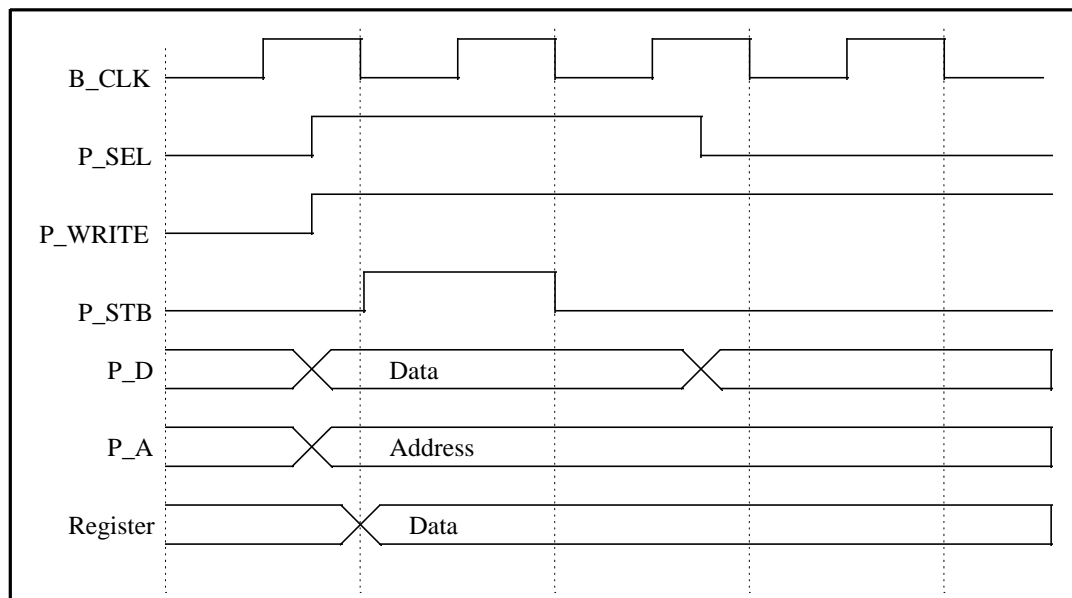 B_CLK
P_SEL
P_WRITE
P_STB
P_D Data
P_A Address
Register Data